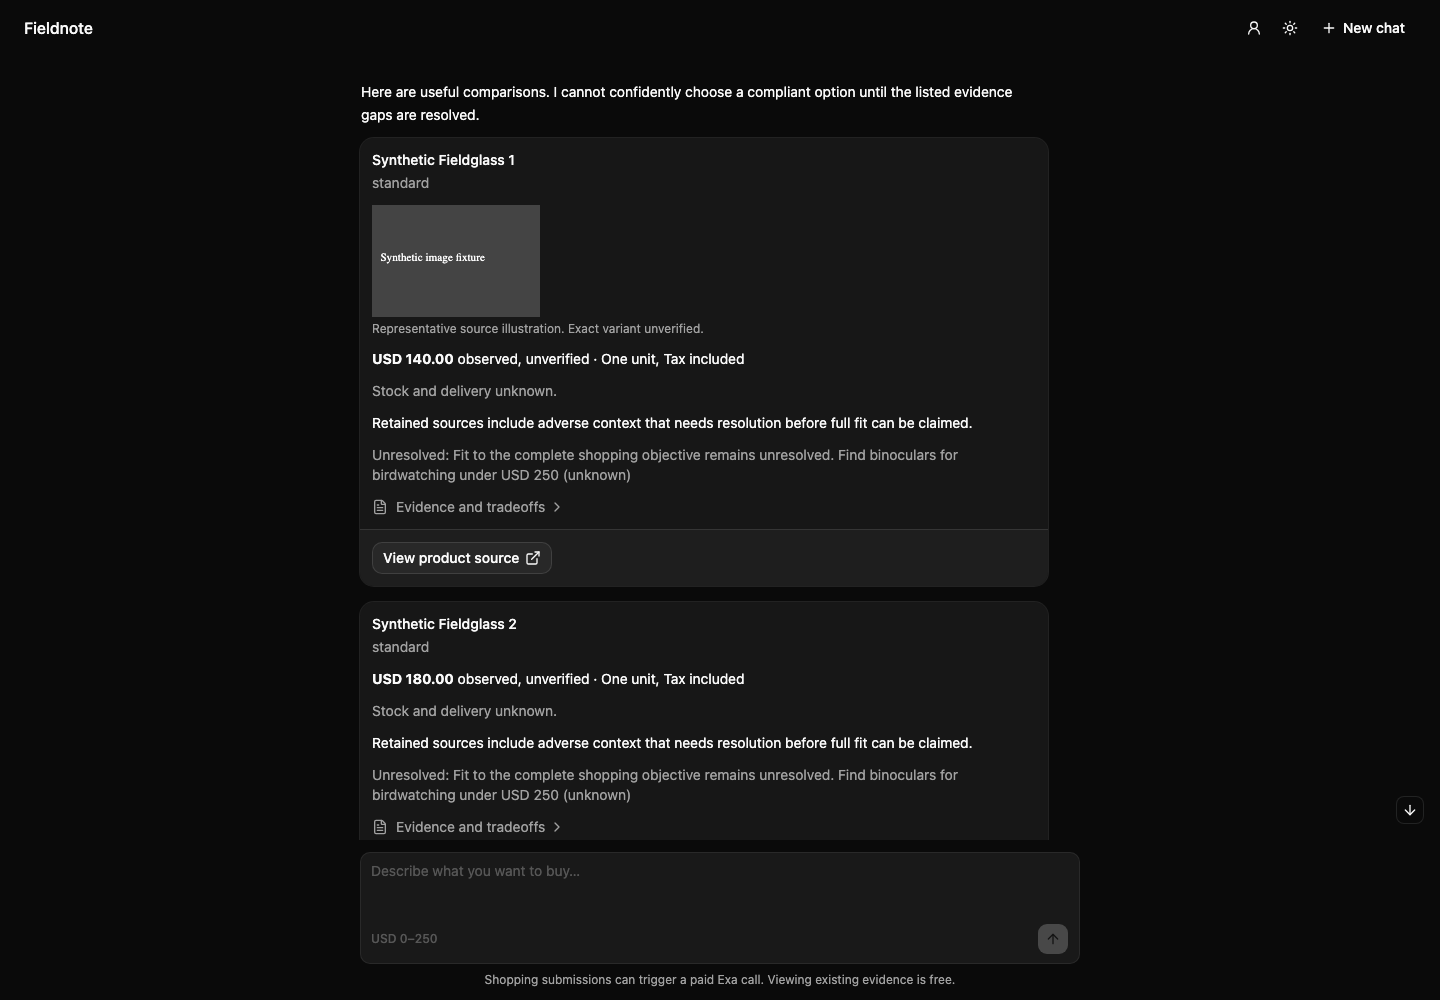 Fieldnote
New chat
Here are useful comparisons. I cannot confidently choose a compliant option until the listed evidence
gaps are resolved.
Synthetic Fieldglass 1
standard
Synthetic image fixture
Representative source illustration. Exact variant unverified.
USD 140.00 observed, unverified · One unit, Tax included
Stock and delivery unknown.
Retained sources include adverse context that needs resolution before full fit can be claimed.
Unresolved: Fit to the complete shopping objective remains unresolved. Find binoculars for
birdwatching under USD 250 (unknown)
Evidence and tradeoffs
View product source
Synthetic Fieldglass 2
standard
USD 180.00 observed, unverified · One unit, Tax included
Stock and delivery unknown.
Retained sources include adverse context that needs resolution before full fit can be claimed.
Unresolved: Fit to the complete shopping objective remains unresolved. Find binoculars for
birdwatching under USD 250 (unknown)
Evidence and tradeoffs
Describe what you want to buy...
USD 0–250
Shopping submissions can trigger a paid Exa call. Viewing existing evidence is free.